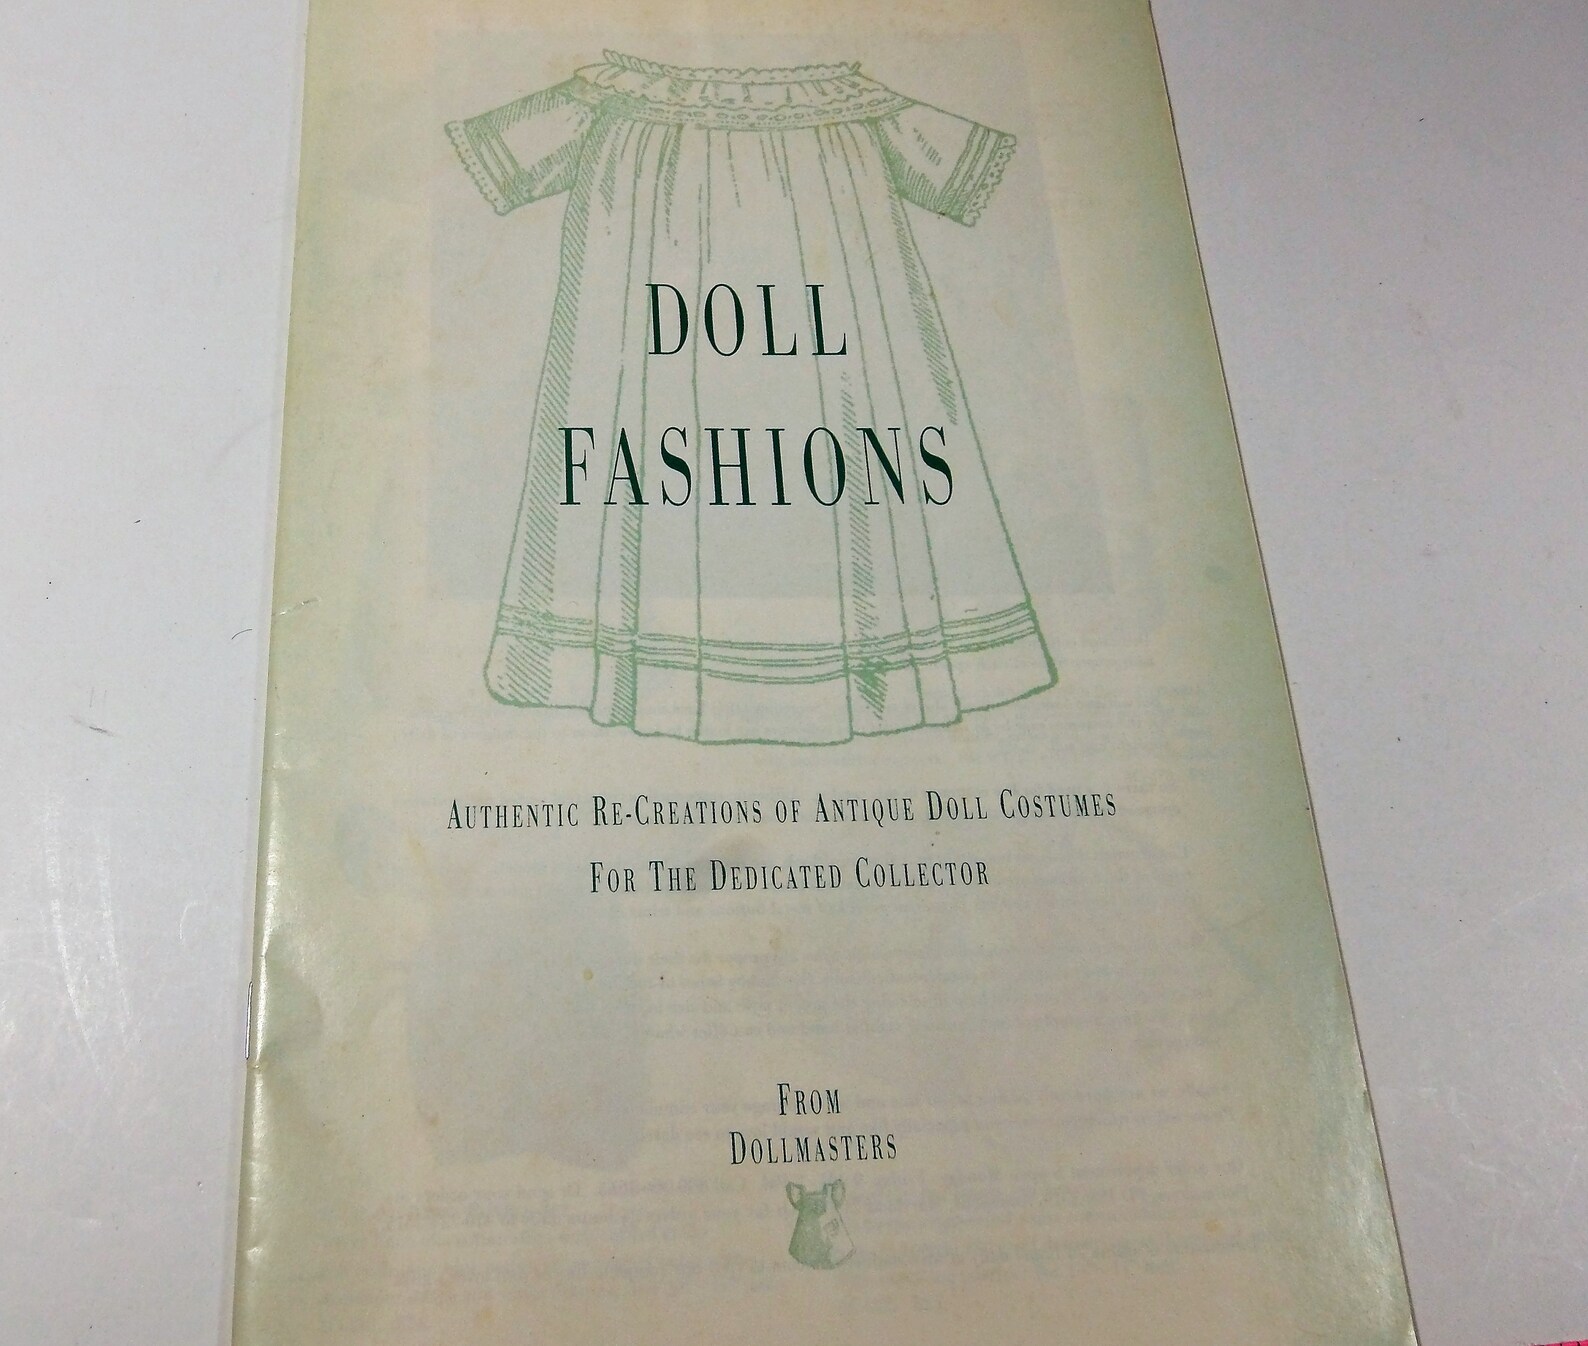 DOLL
FASHIONS
AUTHENTIC RE-CREATIONS OF ANTIQUE DOLL COSTUMES
FOR THE DEDICATED COLLECTOR
FROM
DOLLMASTERS